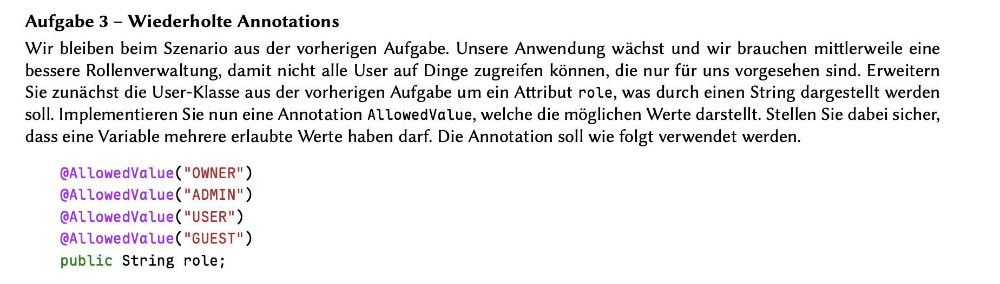 Aufgabe 3 – Wiederholte Annotations
Wir bleiben beim Szenario aus der vorherigen Aufgabe. Unsere Anwendung wächst und wir brauchen mittlerweile eine
bessere Rollenverwaltung, damit nicht alle User auf Dinge zugreifen können, die nur für uns vorgesehen sind. Erweitern
Sie zunächst die User-Klasse aus der vorherigen Aufgabe um ein Attribut role, was durch einen String dargestellt werden
soll. Implementieren Sie nun eine Annotation AllowedValue, welche die möglichen Werte darstellt. Stellen Sie dabei sicher,
dass eine Variable mehrere erlaubte Werte haben darf. Die Annotation soll wie folgt verwendet werden.
@AllowedValue("OWNER")
@AllowedValue("ADMIN")
@AllowedValue("USER")
@AllowedValue("GUEST")
public String role;